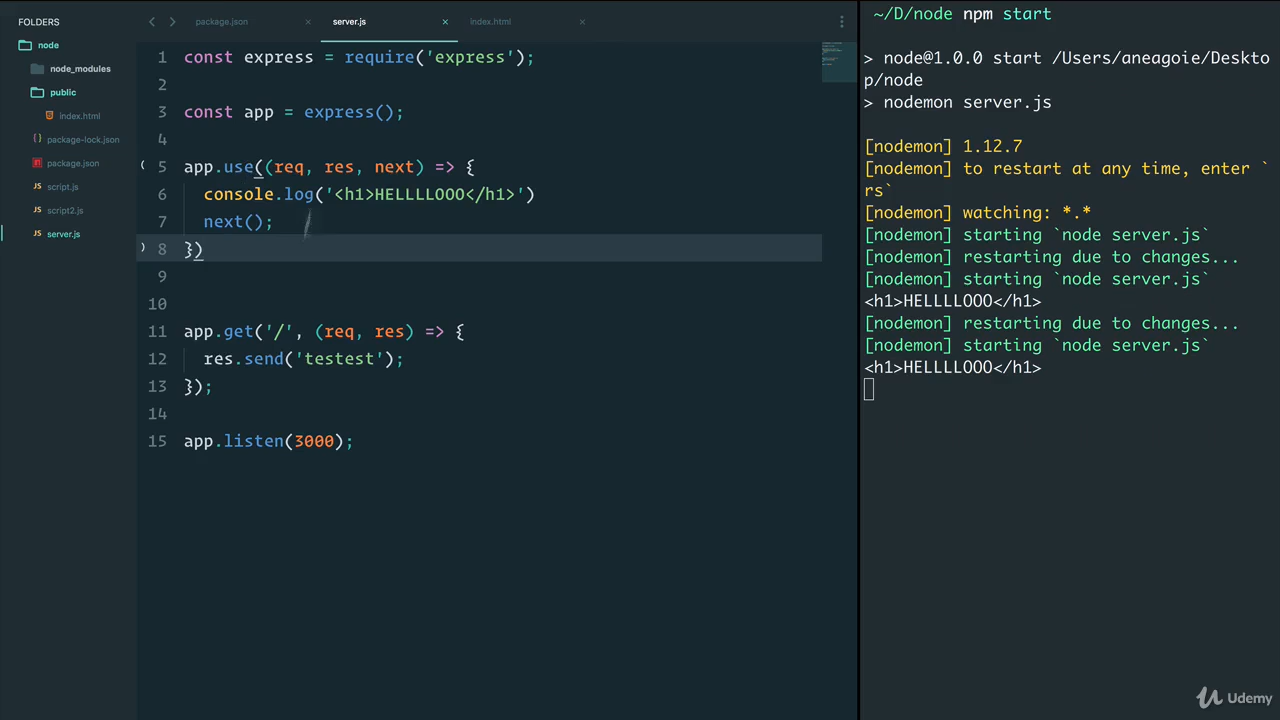 FOLDERS
node
node_modules
public
index.html
package-lock.json
package.json
script.js
script2.js
server.js
package.json
server.js
index.html
1 const express = require('express');
2
3 const app = express();
4
5 app.use((req, res, next) => {
6 console.log('<h1>HELLLLOOO</h1>')
7 next();
8 })
9
10
11 app.get('/', (req, res) => {
12 res.send('testest');
13 });
14
15 app.listen(3000);
~/D/node npm start
> node@1.0.0 start /Users/aneagoie/Deskto
p/node
> nodemon server.js
[nodemon] 1.12.7
[nodemon] to restart at any time, enter `
rs`
[nodemon] watching: *.*
[nodemon] starting `node server.js`
[nodemon] restarting due to changes...
[nodemon] starting `node server.js`
<h1>HELLLLOOO</h1>
[nodemon] restarting due to changes...
[nodemon] starting `node server.js`
<h1>HELLLLOOO</h1>
Udemy